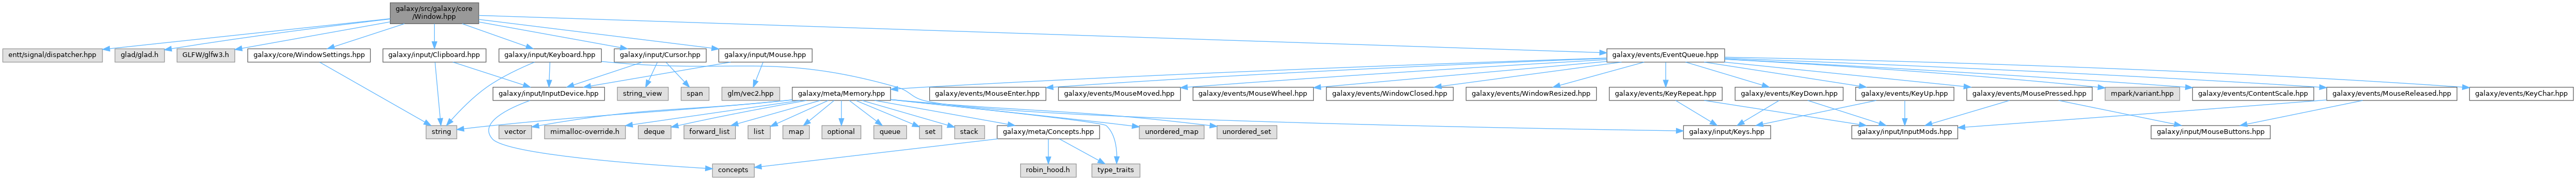 galaxy/src/galaxy/core
/Window.hpp
entt/signal/dispatcher.hpp
glad/glad.h
GLFW/glfw3.h
galaxy/core/WindowSettings.hpp
galaxy/input/Clipboard.hpp
galaxy/input/Keyboard.hpp
galaxy/input/Cursor.hpp
galaxy/input/Mouse.hpp
galaxy/events/EventQueue.hpp
galaxy/input/InputDevice.hpp
string_view
span
glm/vec2.hpp
galaxy/meta/Memory.hpp
galaxy/events/MouseEnter.hpp
galaxy/events/MouseMoved.hpp
galaxy/events/MouseWheel.hpp
galaxy/events/WindowClosed.hpp
galaxy/events/WindowResized.hpp
galaxy/events/KeyRepeat.hpp
galaxy/events/KeyDown.hpp
galaxy/events/KeyUp.hpp
galaxy/events/MousePressed.hpp
mpark/variant.hpp
galaxy/events/ContentScale.hpp
galaxy/events/MouseReleased.hpp
galaxy/events/KeyChar.hpp
string
vector
mimalloc-override.h
deque
forward_list
list
map
optional
queue
set
stack
galaxy/meta/Concepts.hpp
unordered_map
unordered_set
galaxy/input/Keys.hpp
galaxy/input/InputMods.hpp
galaxy/input/MouseButtons.hpp
concepts
robin_hood.h
type_traits